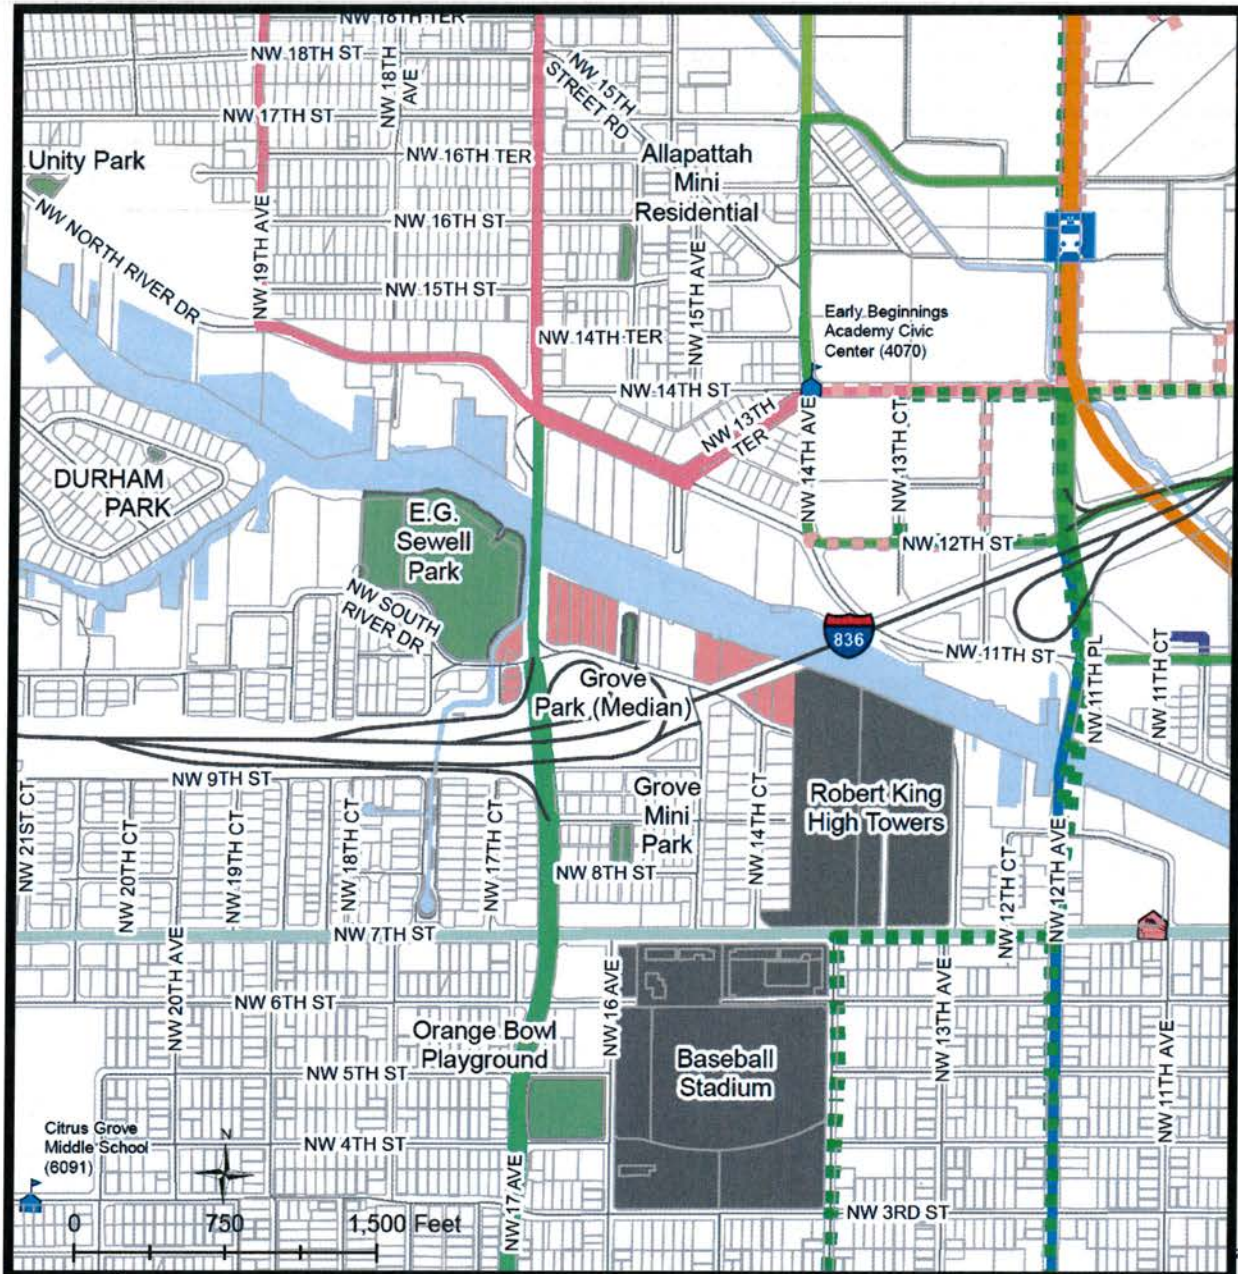 NW 18TH TER
NW 18TH ST
NW 18TH
AVE
NW 15TH
STREET RD
NW 17TH ST
Unity Park
NW 16TH TER
Allapattah
Mini
Residential
NW NORTH RIVER DR
NW 19TH AVE
NW 16TH ST
NW 15TH AVE
NW 15TH ST
NW 14TH TER
Early Beginnings
Academy Civic
Center (4070)
NW 14TH ST
NW 13TH
TER
NW 14TH AVE
NW 13TH CT
DURHAM
PARK
E.G.
Sewell
Park
NW 12TH ST
NW SOUTH
RIVER DR
836
NW 11TH ST
NW 11TH PL
NW 11TH CT
Grove
Park (Median)
NW 9TH ST
Grove
Mini
Park
Robert King
High Towers
NW 21ST CT
NW 20TH CT
NW 19TH CT
NW 18TH CT
NW 17TH CT
NW 14TH CT
NW 8TH ST
NW 12TH CT
NW 12TH AVE
NW 7TH ST
NW 20TH AVE
NW 6TH ST
NW 16 AVE
NW 13TH AVE
Orange Bowl
Playground
Baseball
Stadium
NW 5TH ST
NW 11TH AVE
Citrus Grove
Middle School
(6091)
N
NW 4TH ST
NW 17 AVE
NW 3RD ST
0 750 1,500 Feet